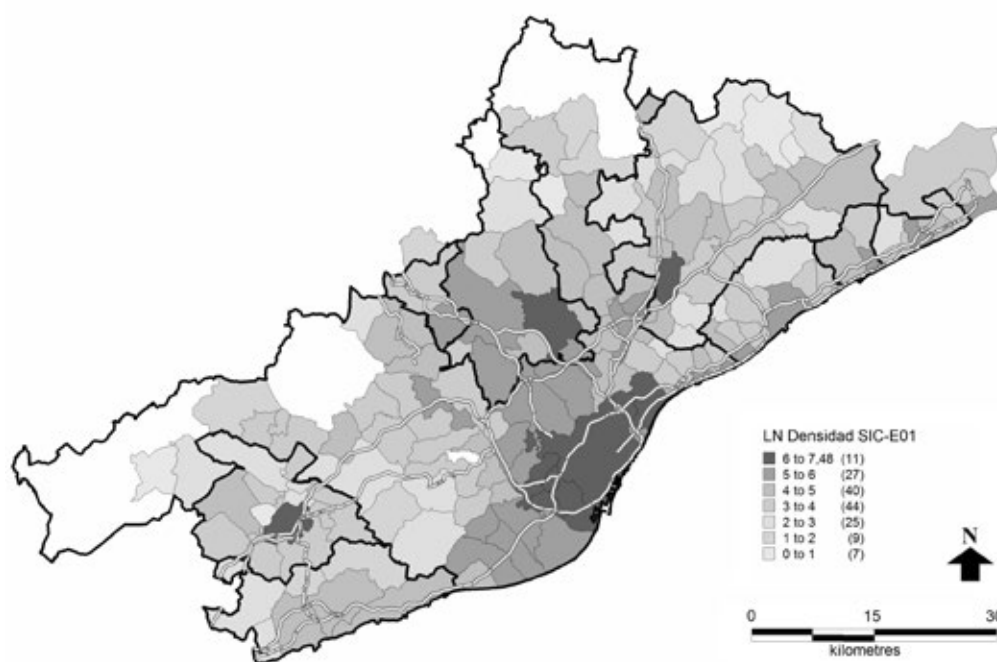 LN Densidad SIC-E01
6 to 7,48 (11)
5 to 6 (27)
4 to 5 (40)
3 to 4 (44)
2 to 3 (25)
1 to 2 (9)
0 to 1 (7)
N
0 15 30
kilometres